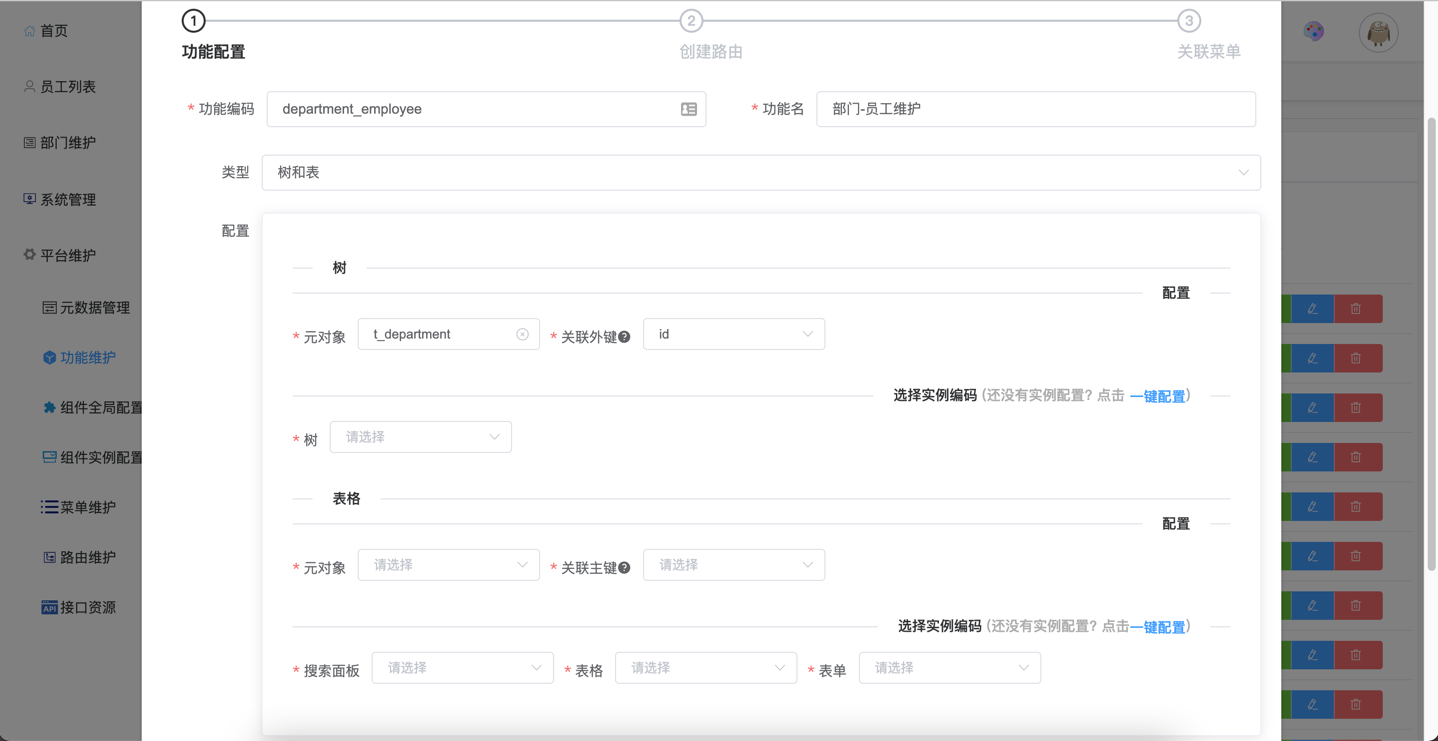 首页
员工列表
部门维护
系统管理
平台维护
元数据管理
功能维护
组件全局配置
组件实例配置
菜单维护
路由维护
API 接口资源
1 2 3
功能配置 创建路由 关联菜单
* 功能编码 department_employee * 功能名 部门-员工维护
类型 树和表
配置
树
配置
* 元对象 t_department * 关联外键? id
选择实例编码 (还没有实例配置? 点击 一键配置)
* 树 请选择
表格
配置
* 元对象 请选择 * 关联主键? 请选择
选择实例编码 (还没有实例配置? 点击一键配置)
* 搜索面板 请选择 * 表格 请选择 * 表单 请选择